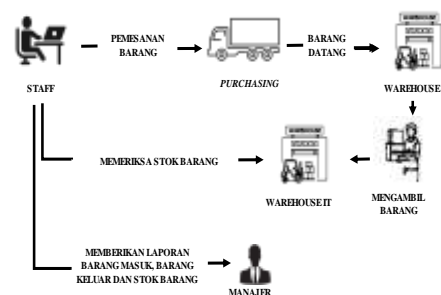 PEMESANAN
BARANG
BARANG
DATANG
STAFF
PURCHASING
WAREHOUSE
MEMERIKSA STOK BARANG
WAREHOUSE IT
MENGAMBIL
BARANG
MEMBERIKAN LAPORAN
BARANG MASUK, BARANG
KELUAR DAN STOK BARANG
MANAJER